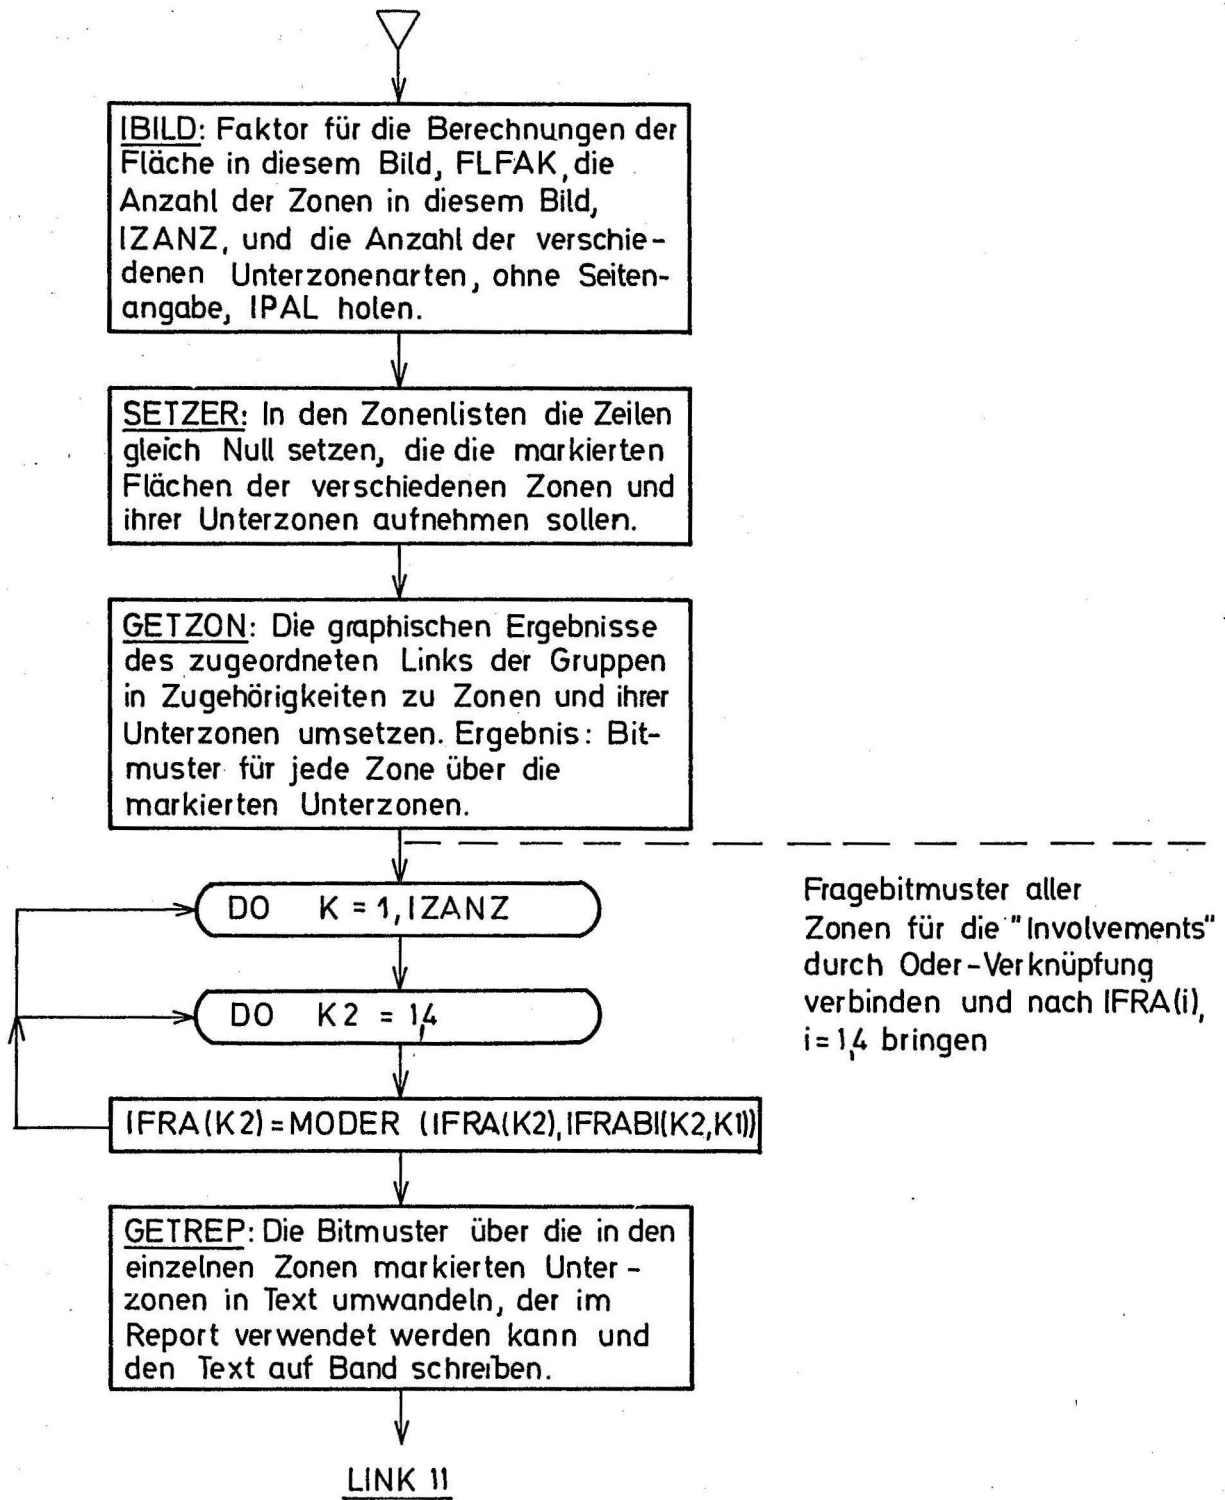 IBILD: Faktor für die Berechnungen der
Fläche in diesem Bild, FLFAK, die
Anzahl der Zonen in diesem Bild,
IZANZ, und die Anzahl der verschie-
denen Unterzonenarten, ohne Seiten-
angabe, IPAL holen.
SETZER: In den Zonenlisten die Zeilen
gleich Null setzen, die die markierten
Flächen der verschiedenen Zonen und
ihrer Unterzonen aufnehmen sollen.
GETZON: Die graphischen Ergebnisse
des zugeordneten Links der Gruppen
in Zugehörigkeiten zu Zonen und ihrer
Unterzonen umsetzen. Ergebnis: Bit-
muster für jede Zone über die
markierten Unterzonen.
DO K = 1, IZANZ
DO K2 = 1,4
IFRA(K2) = MODER (IFRA(K2), IFRABI(K2,K1))
Fragebitmuster aller
Zonen für die "Involvements"
durch Oder-Verknüpfung
verbinden und nach IFRA(i),
i = 1,4 bringen
GETREP: Die Bitmuster über die in den
einzelnen Zonen markierten Unter-
zonen in Text umwandeln, der im
Report verwendet werden kann und
den Text auf Band schreiben.
LINK 11